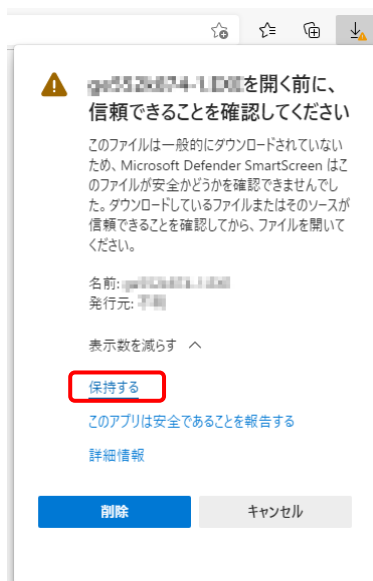 を開く前に、
信頼できることを確認してください
このファイルは一般的にダウンロードされていない
ため、Microsoft Defender SmartScreen はこ
のファイルが安全かどうかを確認できませんでし
た。ダウンロードしているファイルまたはそのソースが
信頼できることを確認してから、ファイルを開いて
ください。
名前:
発行元:
表示数を減らす
保持する
このアプリは安全であることを報告する
詳細情報
削除
キャンセル